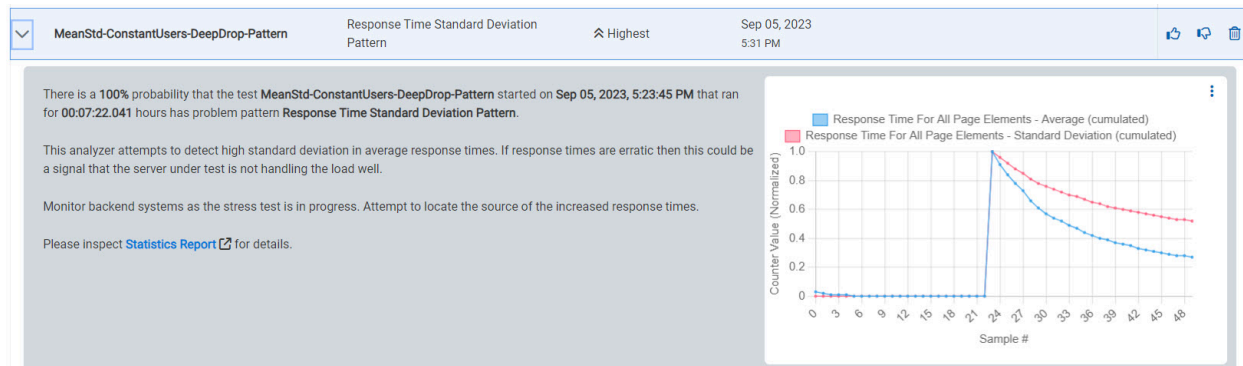 MeanStd-ConstantUsers-DeepDrop-Pattern
Response Time Standard Deviation
Pattern
Highest
Sep 05, 2023
5:31 PM
There is a 100% probability that the test MeanStd-ConstantUsers-DeepDrop-Pattern started on Sep 05, 2023, 5:23:45 PM that ran
for 00:07:22.041 hours has problem pattern Response Time Standard Deviation Pattern.
This analyzer attempts to detect high standard deviation in average response times. If response times are erratic then this could be
a signal that the server under test is not handling the load well.
Monitor backend systems as the stress test is in progress. Attempt to locate the source of the increased response times.
Please inspect Statistics Report for details.
Response Time For All Page Elements - Average (cumulated)
Response Time For All Page Elements - Standard Deviation (cumulated)
Counter Value (Normalized)
1.0
0.8
0.6
0.4
0.2
0
0 3 6 9 12 15 18 21 24 27 30 33 36 39 42 45 48
Sample #